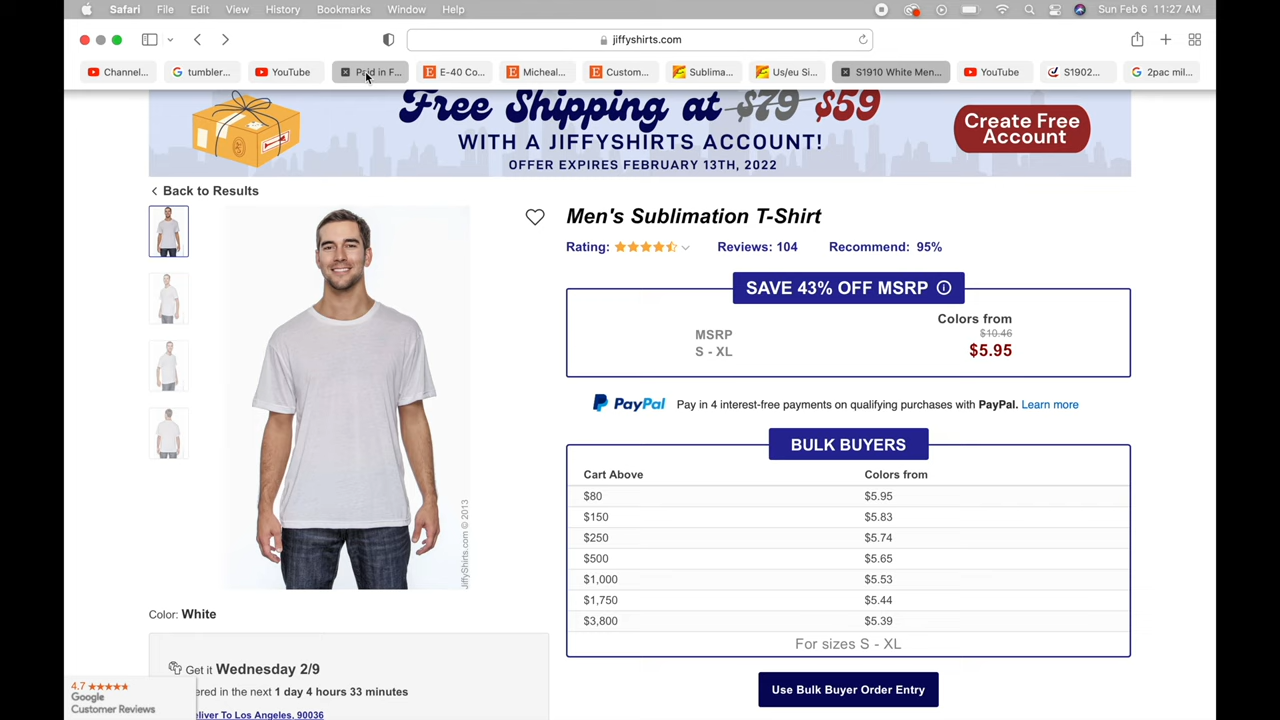 Safari File Edit View History Bookmarks Window Help Sun Feb 6 11:27 AM
jiffyshirts.com
Channel... tumbler... YouTube Paid in F... E-40 Co... Micheal... Custom... Sublima... Us/eu Si... S1910 White Men... YouTube S1902... 2pac mil...
Free Shipping at $79 $59
WITH A JIFFYSHIRTS ACCOUNT!
OFFER EXPIRES FEBRUARY 13TH, 2022
Create Free
Account
Back to Results
Men's Sublimation T-Shirt
Rating: Reviews: 104 Recommend: 95%
SAVE 43% OFF MSRP
Colors from
MSRP $10.46
S - XL $5.95
PayPal Pay in 4 interest-free payments on qualifying purchases with PayPal. Learn more
BULK BUYERS
Cart Above Colors from
$80 $5.95
$150 $5.83
$250 $5.74
$500 $5.65
$1,000 $5.53
$1,750 $5.44
$3,800 $5.39
For sizes S - XL
Use Bulk Buyer Order Entry
JiffyShirts.com © 2013
Color: White
Get it Wednesday 2/9
ered in the next 1 day 4 hours 33 minutes
eliver To Los Angeles, 90036
4.7
Google
Customer Reviews